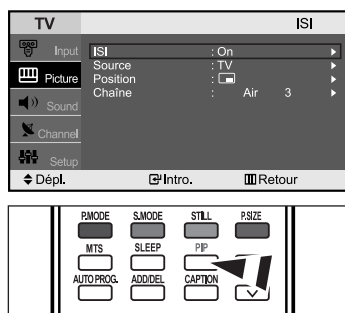 TV ISI
Input
Picture
Sound
Channel
Setup
ISI : On
Source : TV
Position :
Chaîne : Air 3
Dépl. Intro. Retour
P.MODE S.MODE STILL P.SIZE
MTS SLEEP PIP
AUTO PROG. ADD/DEL CAPTION